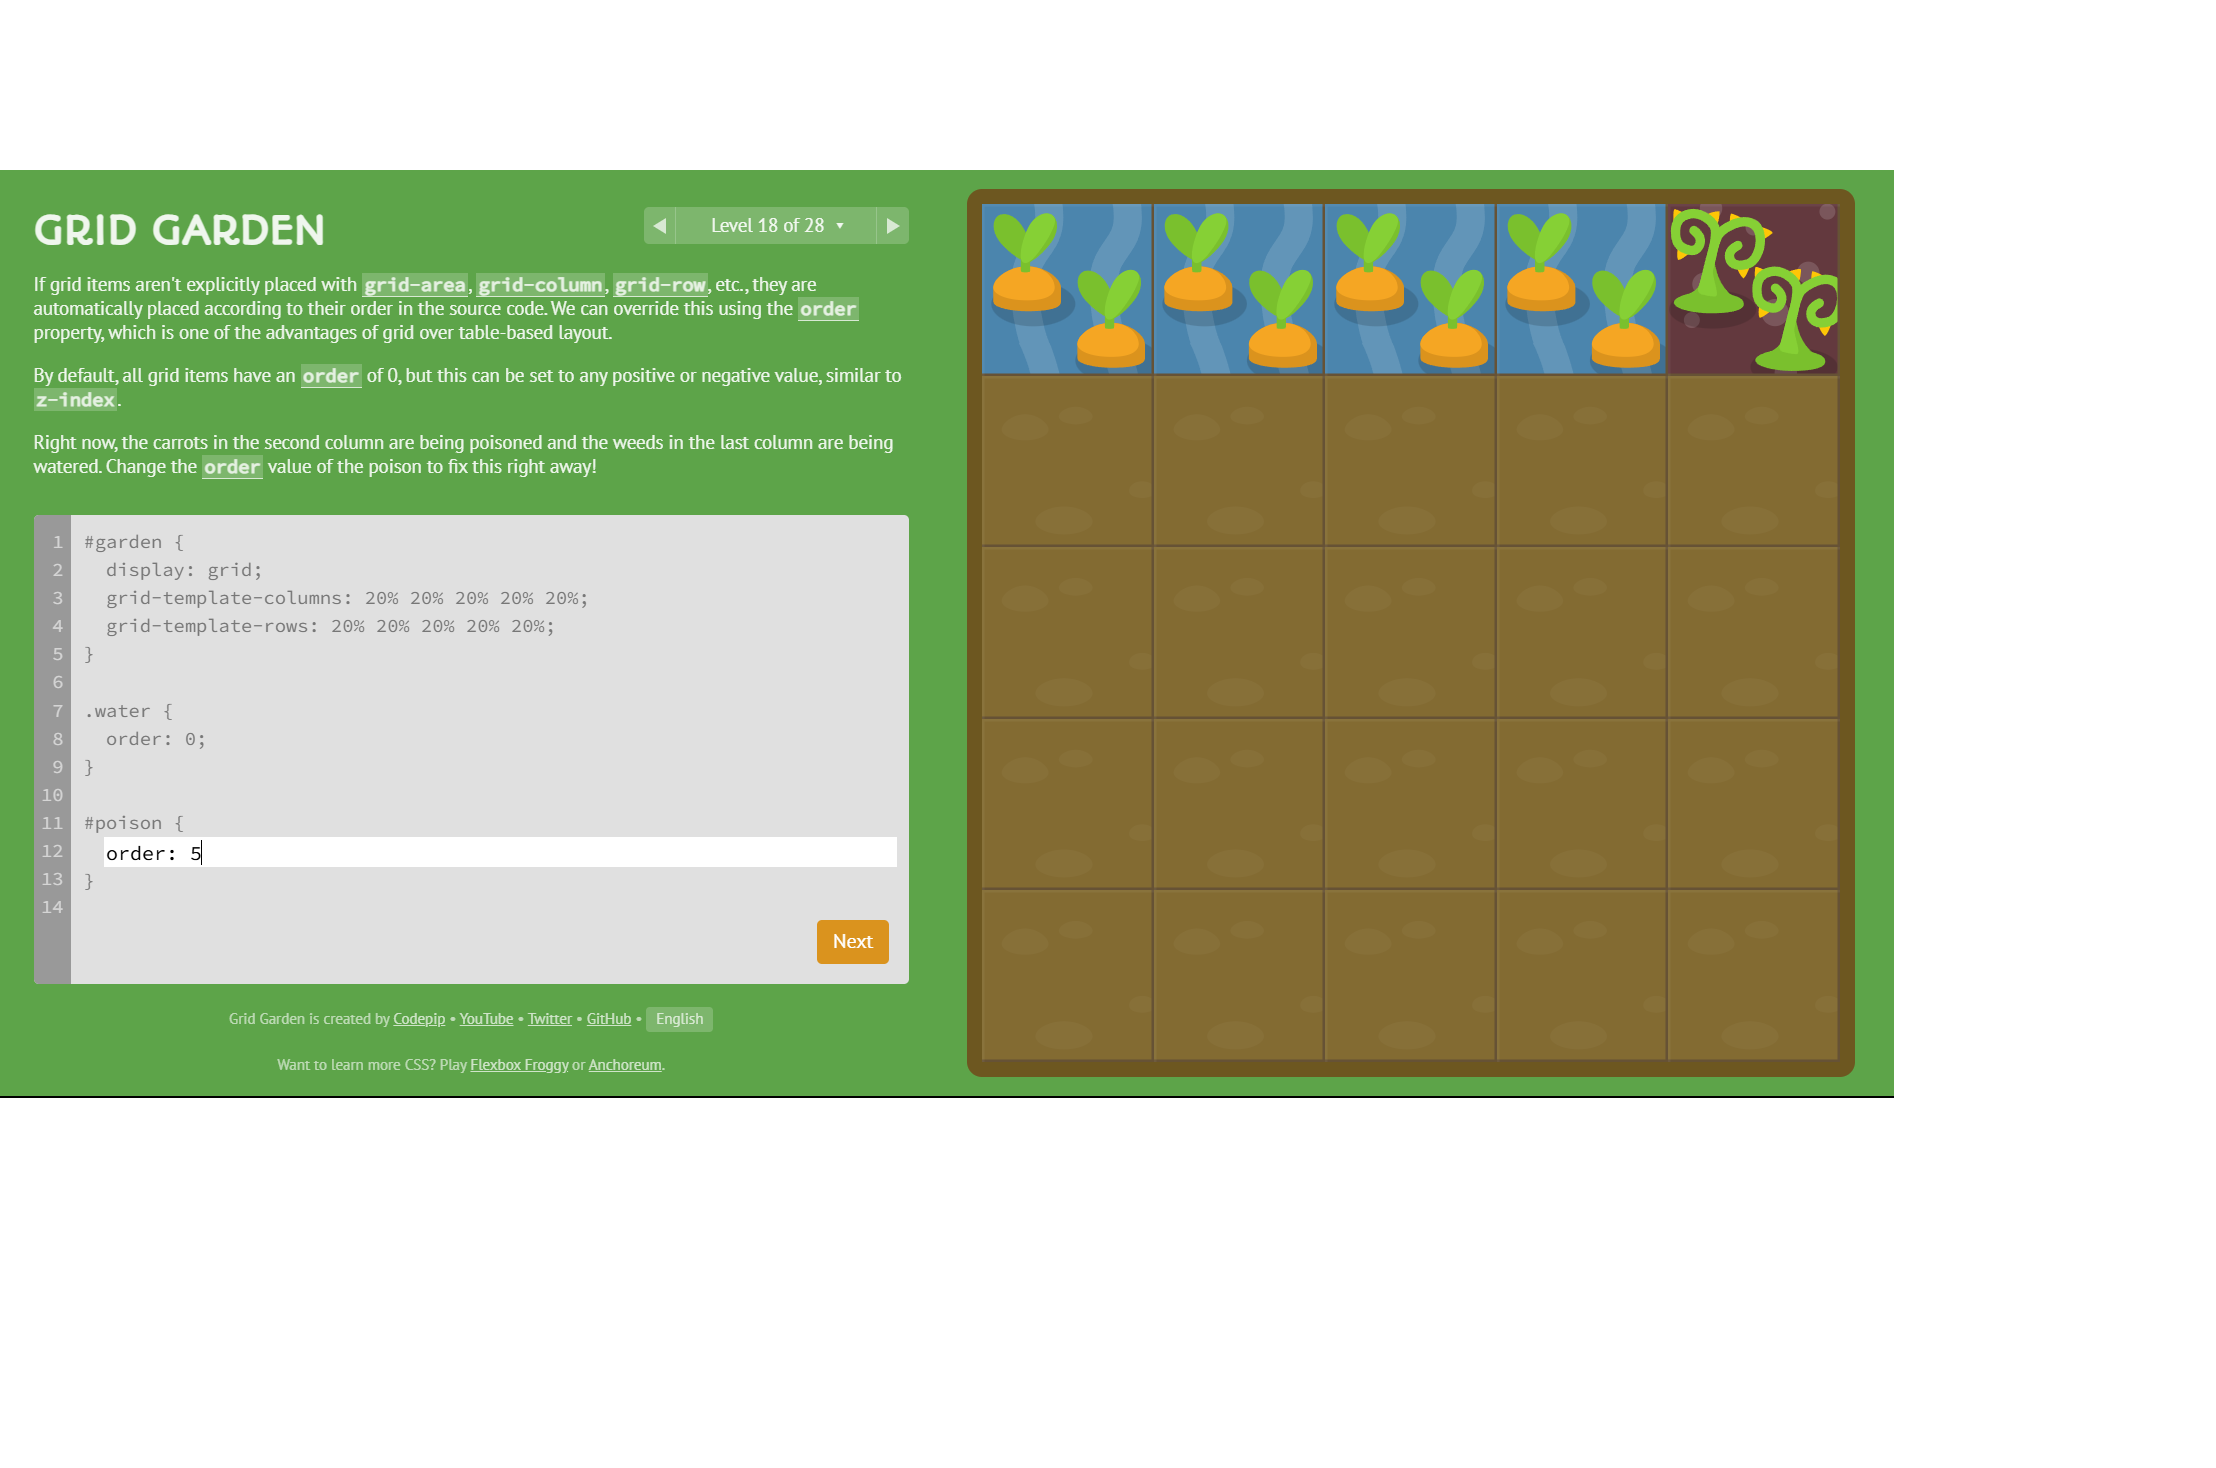 GRID GARDEN
◀ Level 18 of 28 ▾ ▶
If grid items aren't explicitly placed with grid-area, grid-column, grid-row, etc., they are
automatically placed according to their order in the source code. We can override this using the order
property, which is one of the advantages of grid over table-based layout.
By default, all grid items have an order of 0, but this can be set to any positive or negative value, similar to
z-index.
Right now, the carrots in the second column are being poisoned and the weeds in the last column are being
watered. Change the order value of the poison to fix this right away!
1 #garden {
2   display: grid;
3   grid-template-columns: 20% 20% 20% 20% 20%;
4   grid-template-rows: 20% 20% 20% 20% 20%;
5 }
6
7 .water {
8   order: 0;
9 }
10
11 #poison {
12   order: 5
13 }
14
Next
Grid Garden is created by Codepip • YouTube • Twitter • GitHub • English
Want to learn more CSS? Play Flexbox Froggy or Anchoreum.